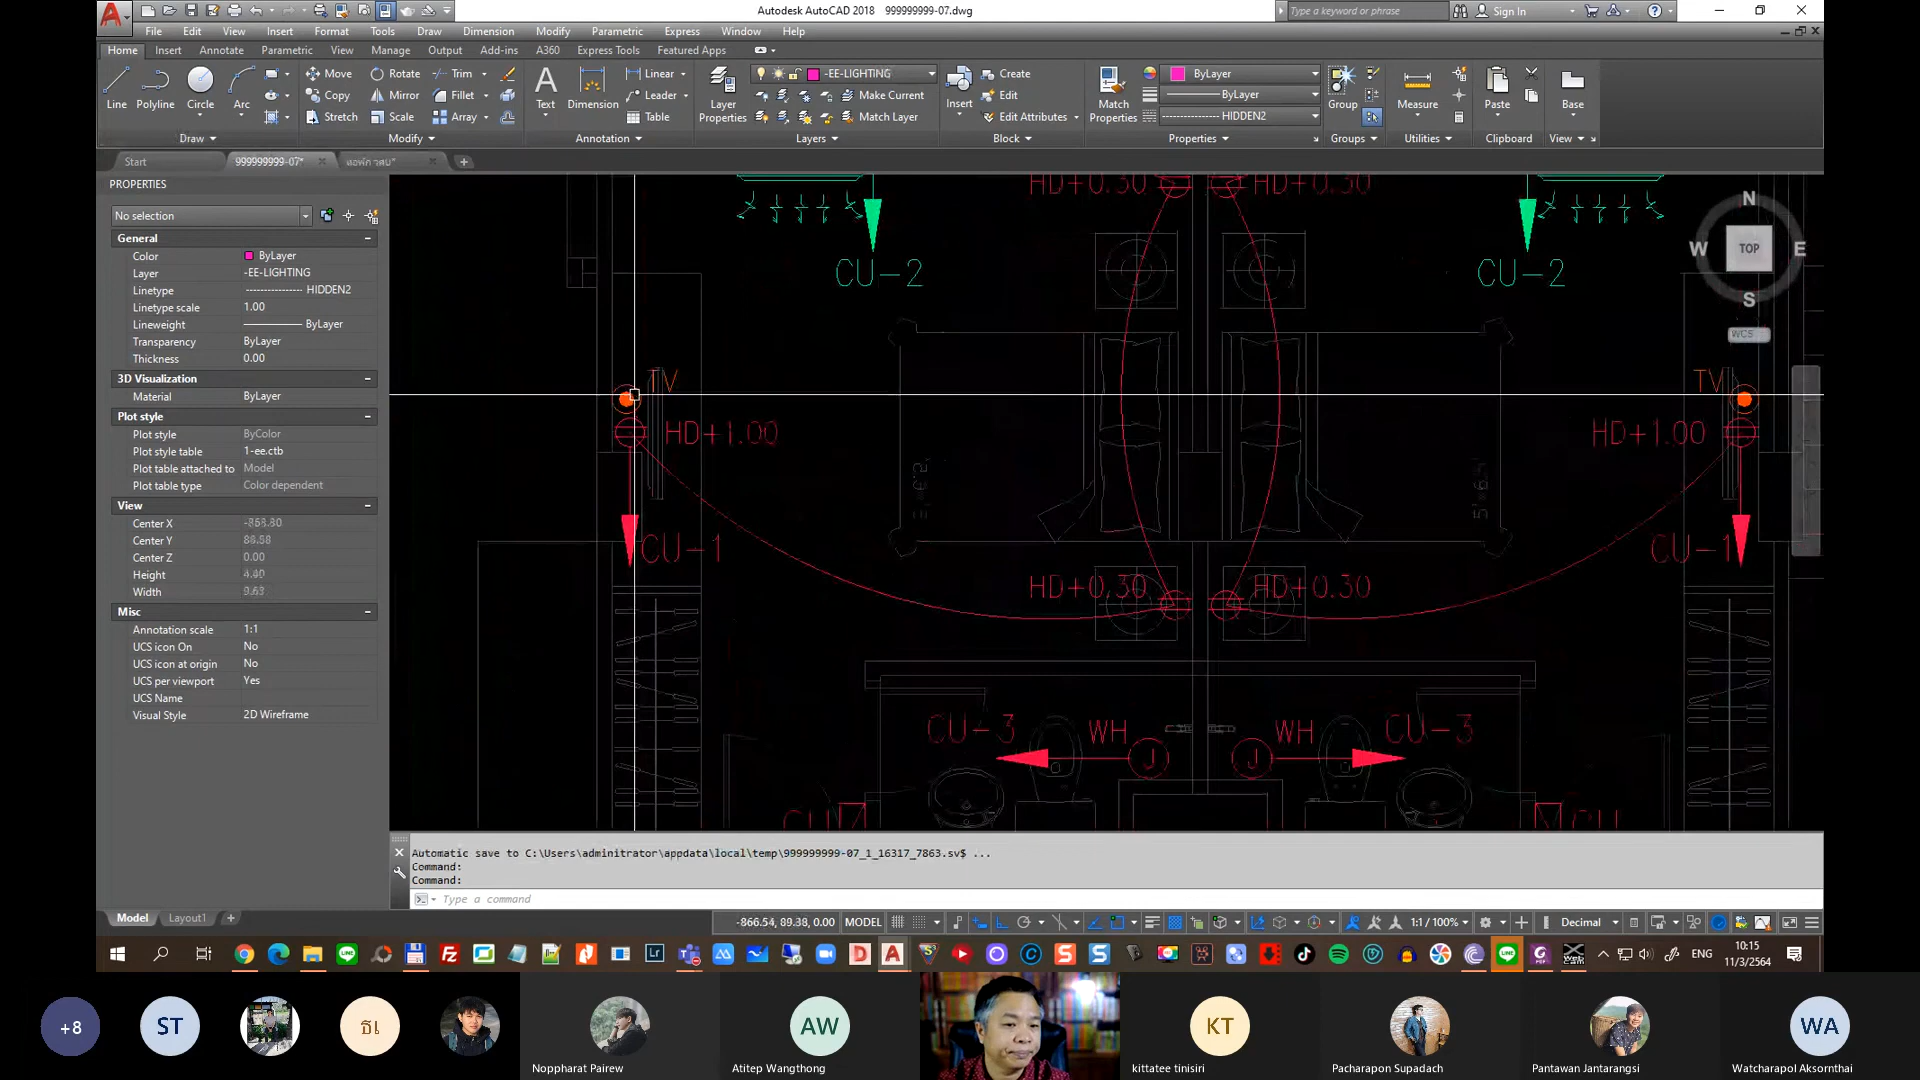 Autodesk AutoCAD 2018   999999999-07.dwg
Type a keyword or phrase
Sign In
File Edit View Insert Format Tools Draw Dimension Modify Parametric Express Window Help
Home Insert Annotate Parametric View Manage Output Add-ins A360 Express Tools Featured Apps
Line Polyline Circle Arc
Move Rotate Trim
Copy Mirror Fillet
Stretch Scale Array
Text Dimension
Linear
Leader
Table
Layer Properties
-EE-LIGHTING
Make Current
Match Layer
Insert
Create
Edit
Edit Attributes
Match Properties
ByLayer
ByLayer
HIDDEN2
Group Measure Paste Base
Draw Modify Annotation Layers Block Properties Groups Utilities Clipboard View
Start 999999999-07*
PROPERTIES
No selection
General
Color ByLayer
Layer -EE-LIGHTING
Linetype HIDDEN2
Linetype scale 1.00
Lineweight ByLayer
Transparency ByLayer
Thickness 0.00
3D Visualization
Material ByLayer
Plot style
Plot style ByColor
Plot style table 1-ee.ctb
Plot table attached to Model
Plot table type Color dependent
View
Center X
Center Y
Center Z 0.00
Height 4.40
Width 9.63
Misc
Annotation scale 1:1
UCS icon On No
UCS icon at origin No
UCS per viewport Yes
UCS Name
Visual Style 2D Wireframe
HD+0.30 HD+0.30
CU-2 CU-2
N
W TOP E
S
WCS
TV TV
HD+1.00 HD+1.00
CU-1 CU-1
HD+0.30 HD+0.30
CU-3 WH WH CU-3
J J
Automatic save to C:\Users\adminitrator\appdata\local\temp\999999999-07_1_16317_7863.sv$ ...
Command:
Command:
Type a command
Model Layout1
-866.54, 89.38, 0.00 MODEL
1:1 / 100%
Decimal
ENG
10:15
11/3/2564
+8
ST
ธเ
AW
KT
WA
Noppharat Pairew
Atitep Wangthong
kittatee tinisiri
Pacharapon Supadach
Pantawan Jantarangsi
Watcharapol Aksornthai